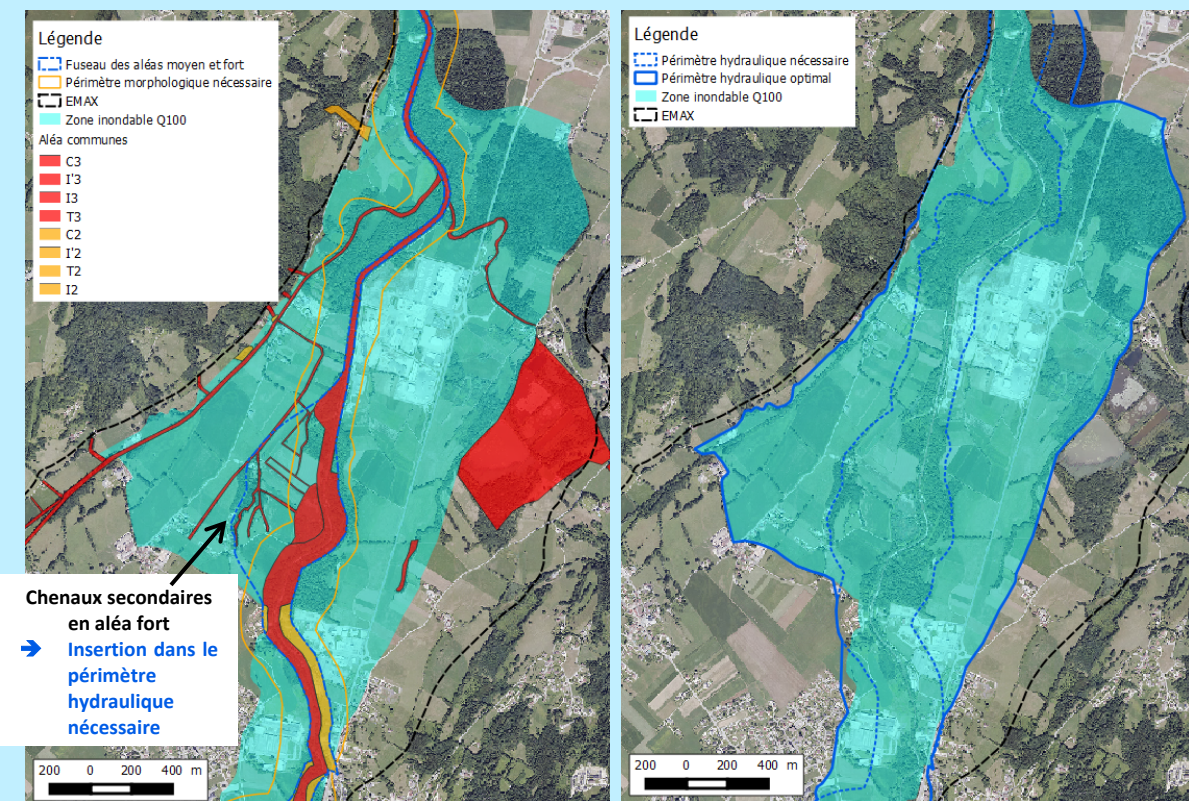 Légende
Fuseau des aléas moyen et fort
Périmètre morphologique nécessaire
EMAX
Zone inondable Q100
Aléa communes
C3
I'3
I3
T3
C2
I'2
T2
I2
Chenaux secondaires
en aléa fort
➔ Insertion dans le
périmètre
hydraulique
nécessaire
200 0 200 400 m
Légende
Périmètre hydraulique nécessaire
Périmètre hydraulique optimal
Zone inondable Q100
EMAX
200 0 200 400 m